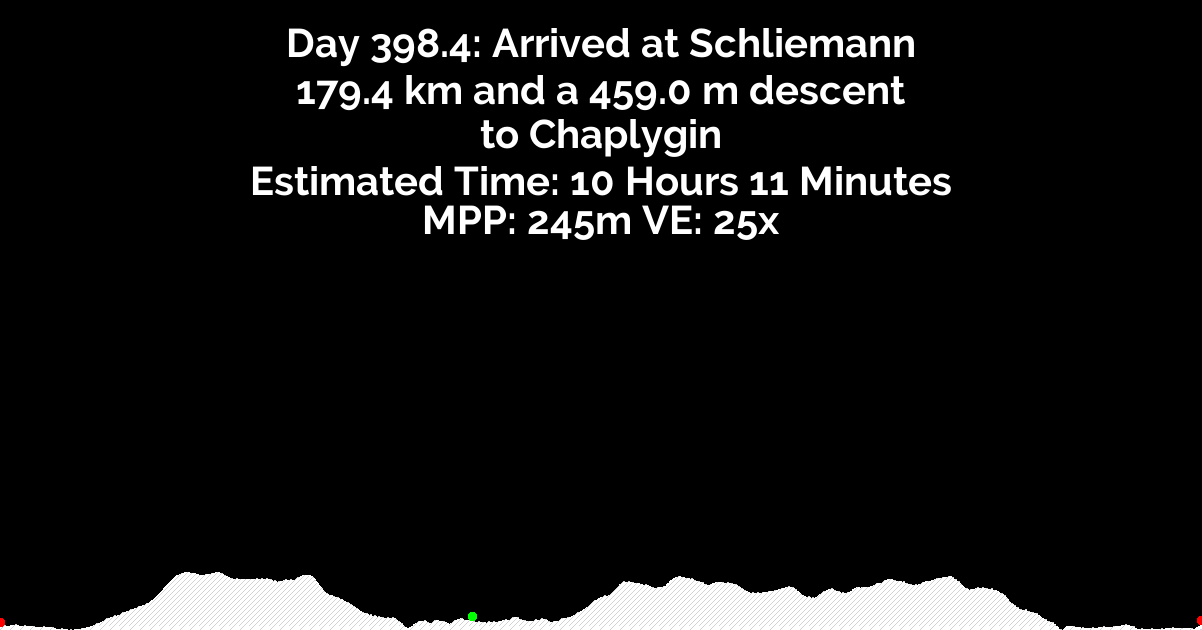 Day 398.4: Arrived at Schliemann
179.4 km and a 459.0 m descent
to Chaplygin
Estimated Time: 10 Hours 11 Minutes
MPP: 245m VE: 25x